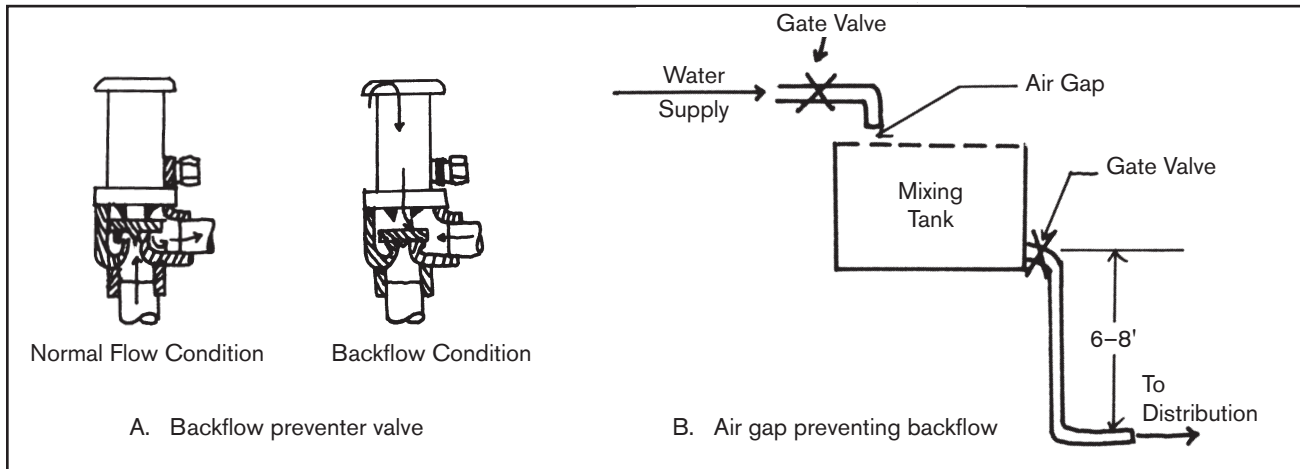 Normal Flow Condition
Backflow Condition
A. Backflow preventer valve
Gate Valve
Water
Supply
Air Gap
Mixing
Tank
Gate Valve
6–8'
To
Distribution
B. Air gap preventing backflow